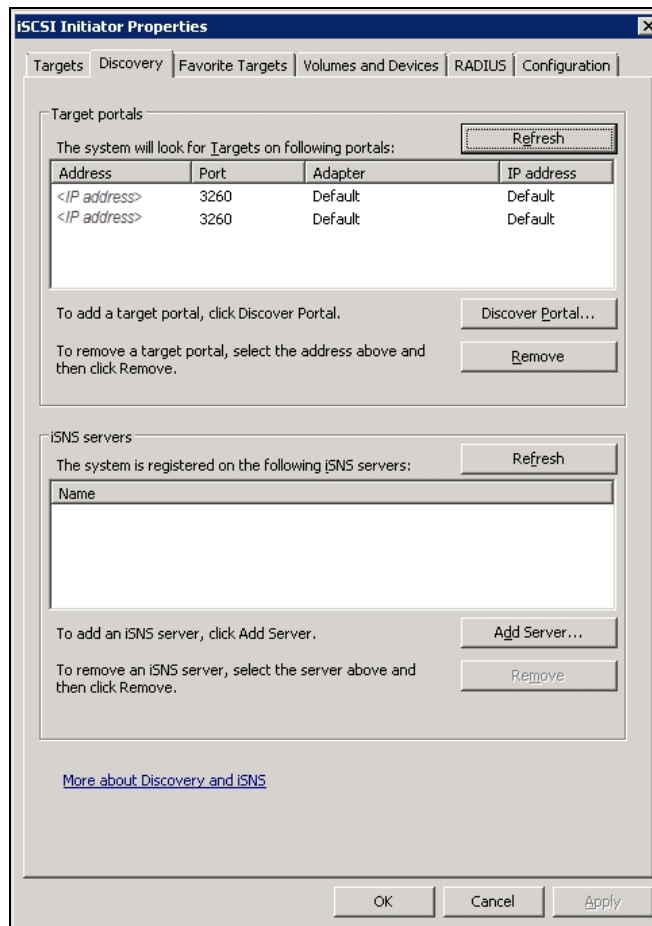 iSCSI Initiator Properties
Targets Discovery Favorite Targets Volumes and Devices RADIUS Configuration
Target portals
The system will look for Targets on following portals:
Refresh
Address Port Adapter IP address
<IP address> 3260 Default Default
<IP address> 3260 Default Default
To add a target portal, click Discover Portal.
Discover Portal...
To remove a target portal, select the address above and
then click Remove.
Remove
iSNS servers
The system is registered on the following iSNS servers:
Refresh
Name
To add an iSNS server, click Add Server.
Add Server...
To remove an iSNS server, select the server above and
then click Remove.
Remove
More about Discovery and iSNS
OK Cancel Apply